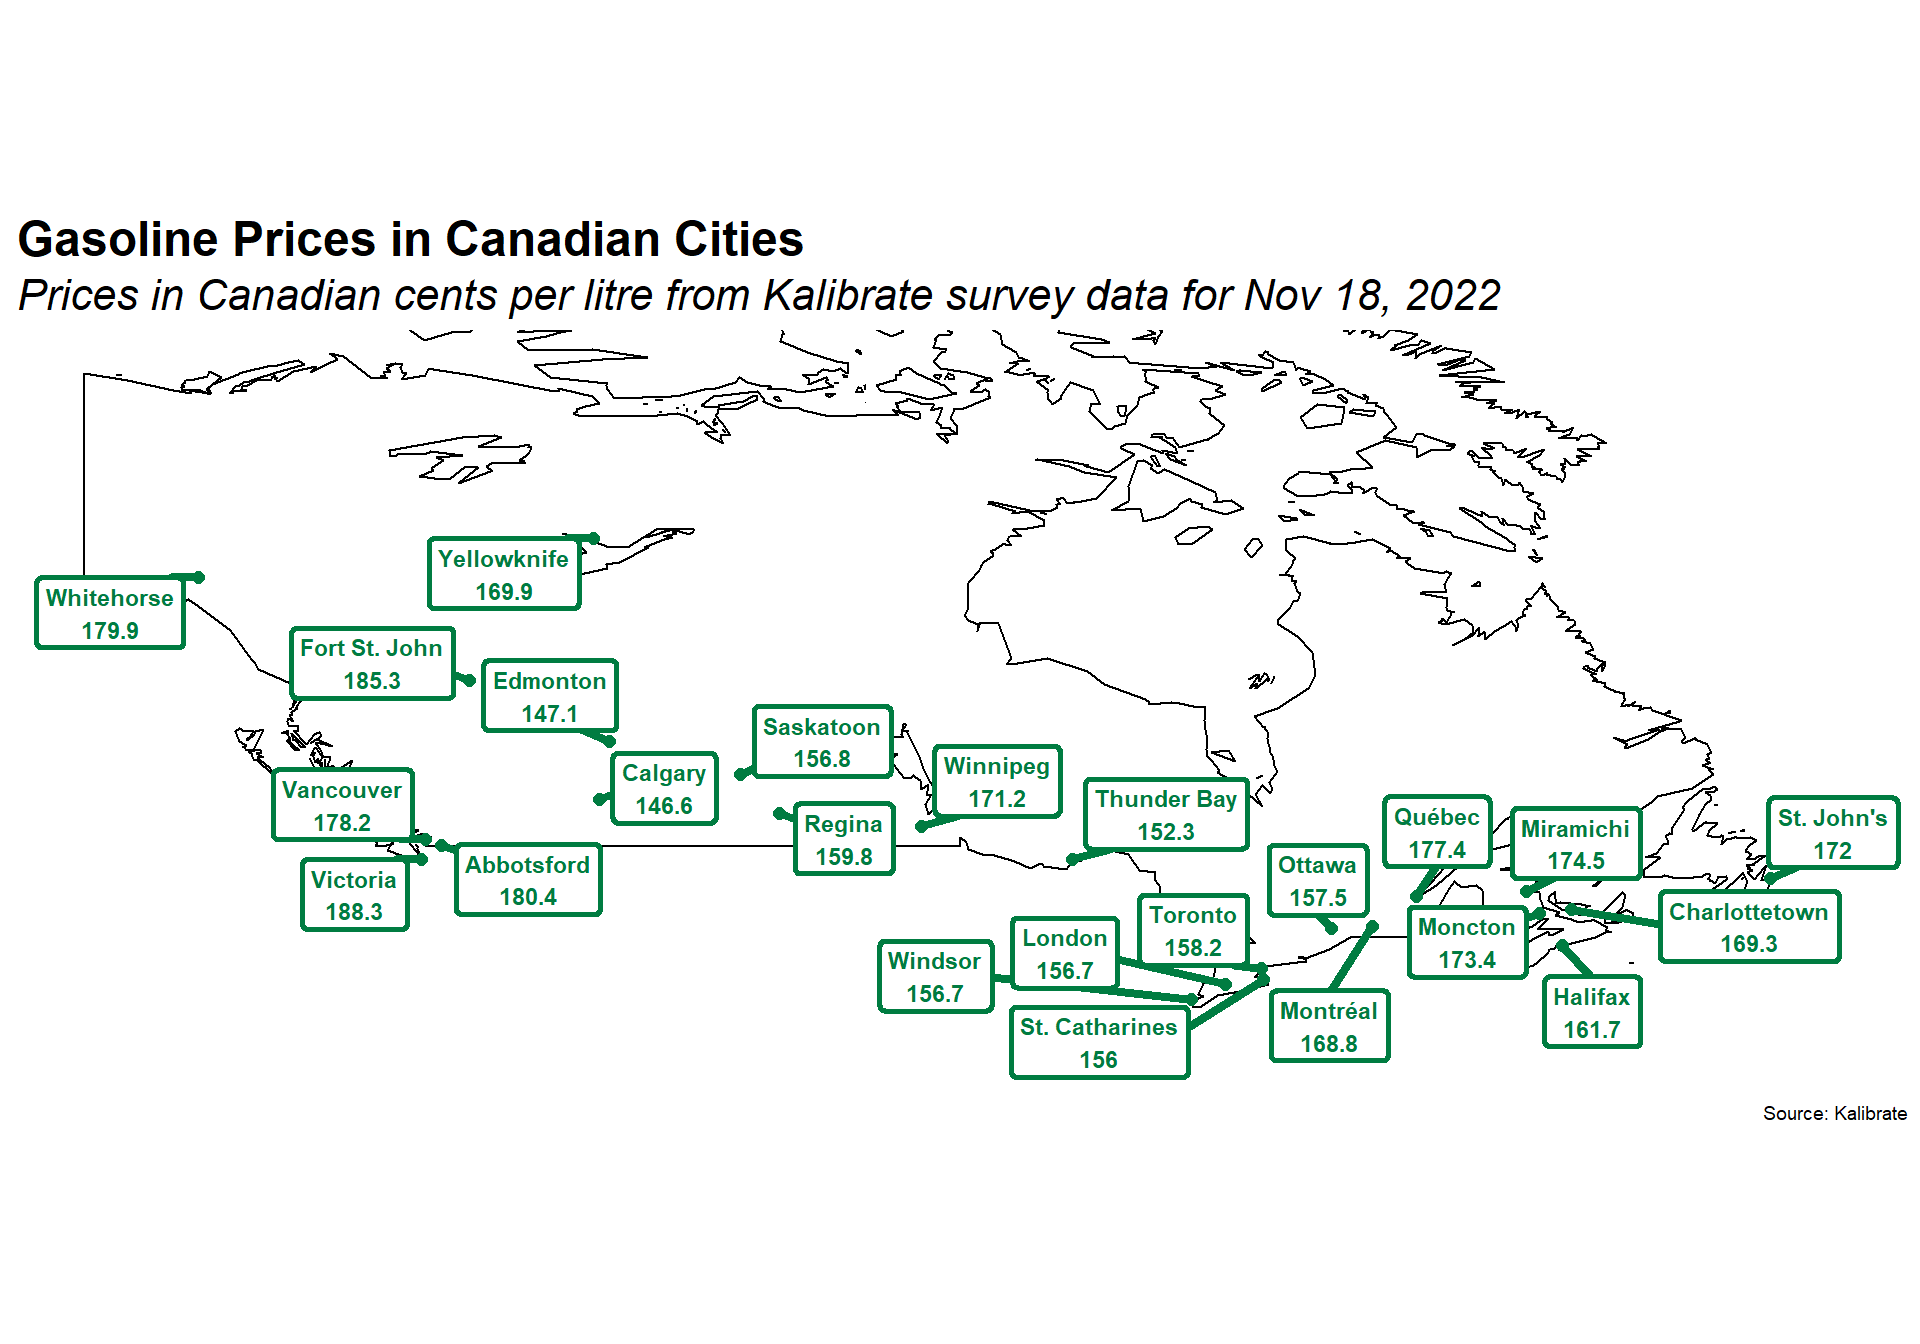 Gasoline Prices in Canadian Cities
Prices in Canadian cents per litre from Kalibrate survey data for Nov 18, 2022
Yellowknife
169.9
Whitehorse
179.9
Fort St. John
185.3
Edmonton
147.1
Saskatoon
156.8
Calgary
146.6
Winnipeg
171.2
Vancouver
178.2
Thunder Bay
152.3
Regina
159.8
Québec
177.4
Miramichi
174.5
St. John's
172
Abbotsford
180.4
Victoria
188.3
Ottawa
157.5
Toronto
158.2
Charlottetown
169.3
Moncton
173.4
London
156.7
Windsor
156.7
Halifax
161.7
Montréal
168.8
St. Catharines
156
Source: Kalibrate